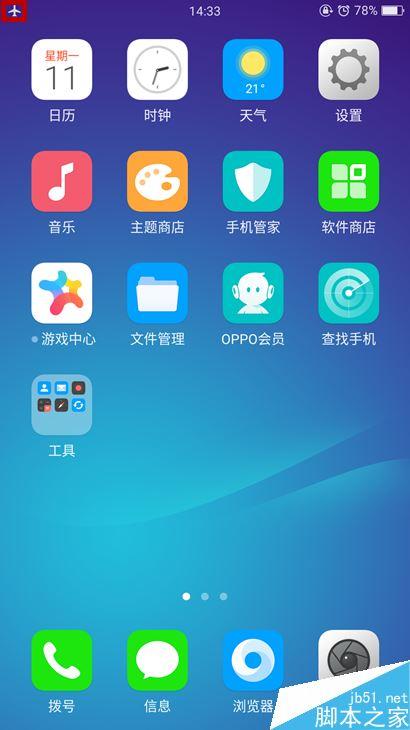 14:33
78%
星期一
11
21°
日历
时钟
天气
设置
音乐
主题商店
手机管家
软件商店
游戏中心
文件管理
OPPO会员
查找手机
工具
拨号
信息
浏览器
jb51.net
脚本之家